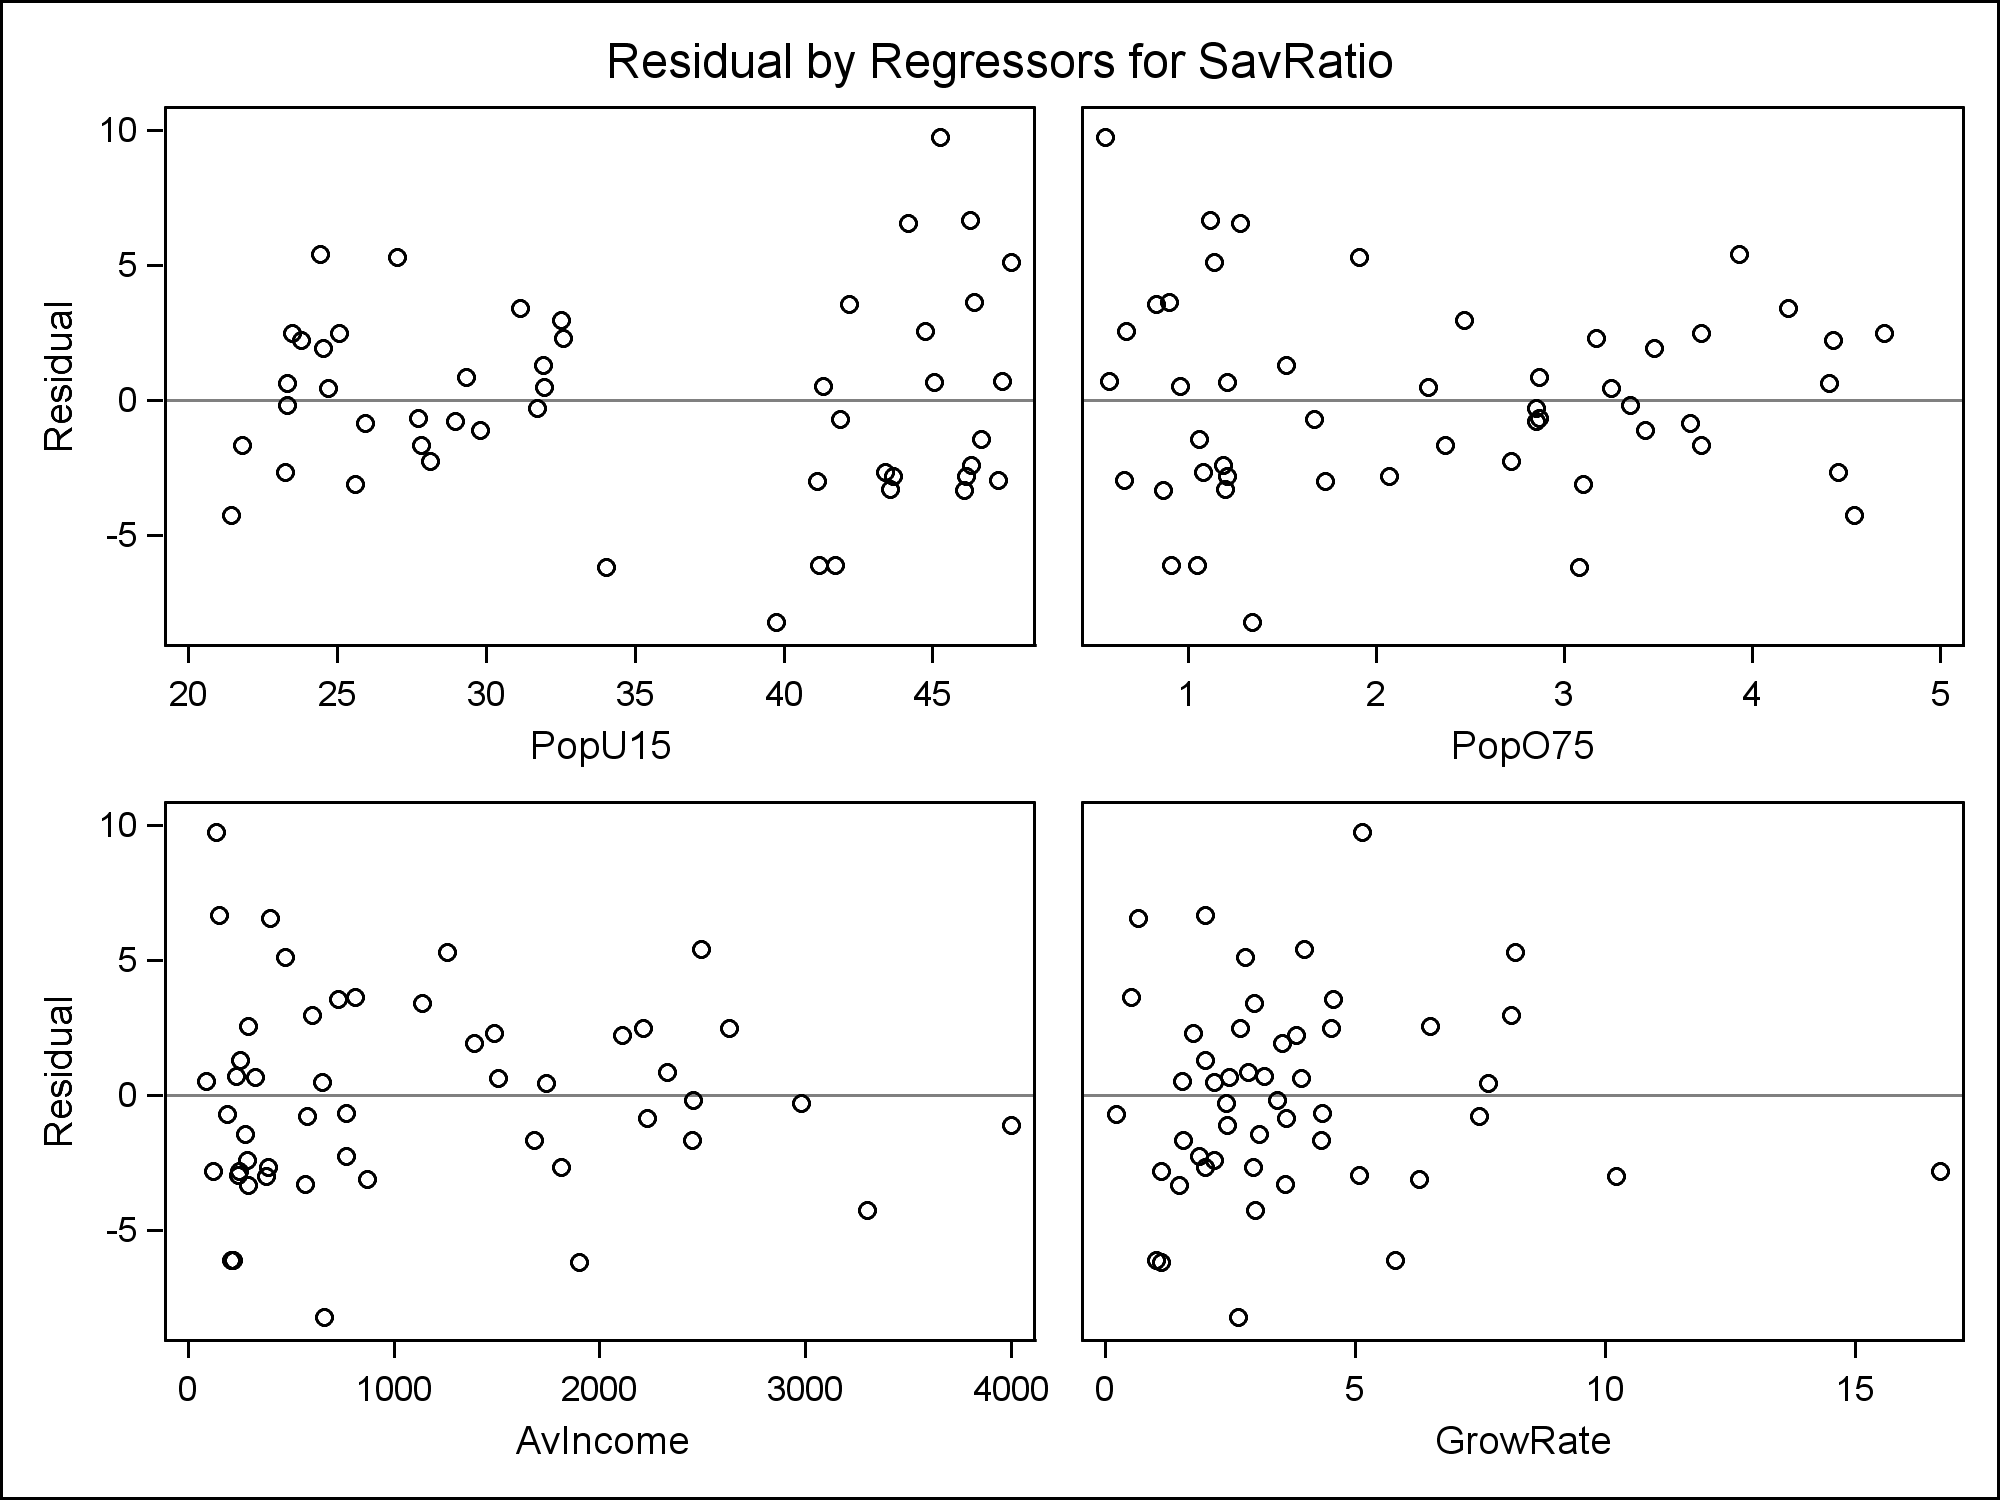 Residual by Regressors for SavRatio
10
5
0
-5
Residual
20 25 30 35 40 45
PopU15
1 2 3 4 5
PopO75
10
5
0
-5
Residual
0 1000 2000 3000 4000
AvIncome
0 5 10 15
GrowRate